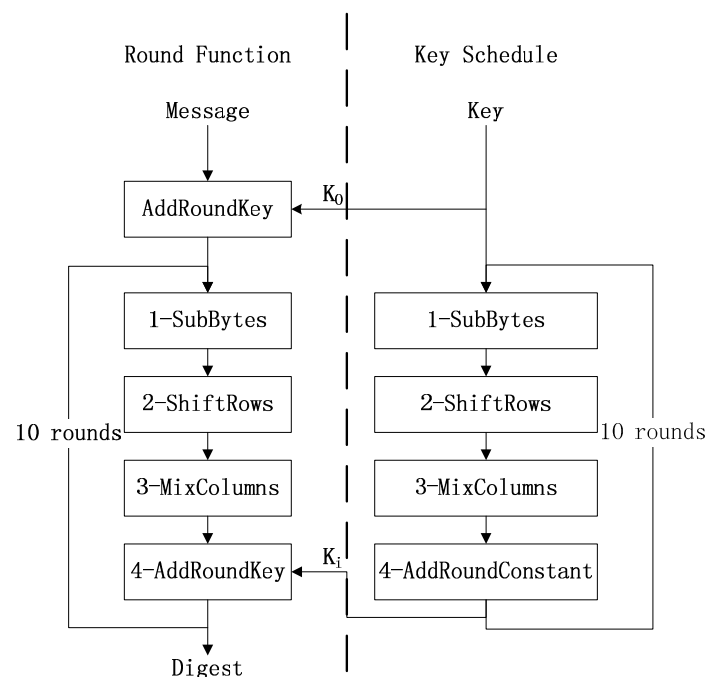 Round Function
Key Schedule
Message
Key
AddRoundKey
K0
1-SubBytes
1-SubBytes
2-ShiftRows
2-ShiftRows
10 rounds
10 rounds
3-MixColumns
3-MixColumns
4-AddRoundKey
Ki
4-AddRoundConstant
Digest